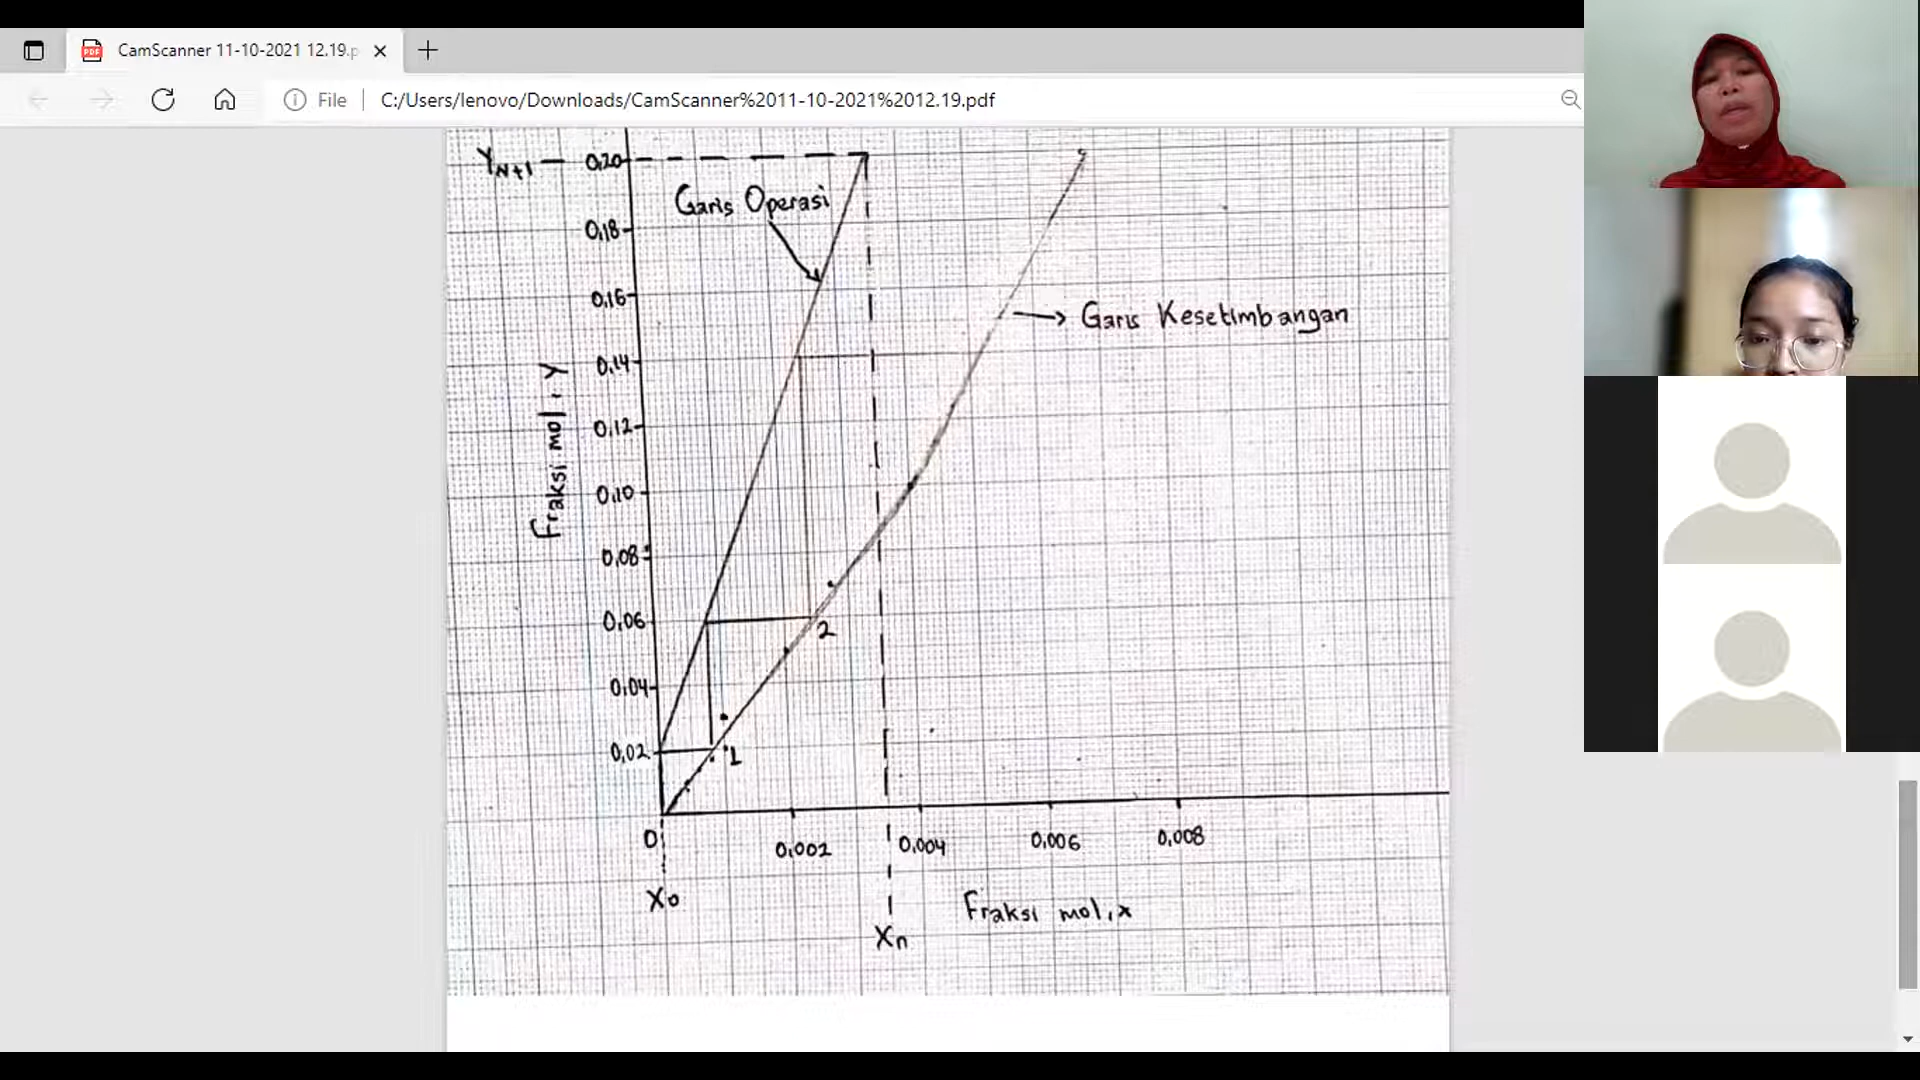 CamScanner 11-10-2021 12.19.p
File
C:/Users/lenovo/Downloads/CamScanner%2011-10-2021%2012.19.pdf
YN+1
0,20
Garis Operasi
0,18
0,16
Garis Kesetimbangan
0,14
Fraksi mol, Y
0,12
0,10
0,08
0,06
2
0,04
0,02
1
0
0,002
0,004
0,006
0,008
Xo
Fraksi mol, x
Xn